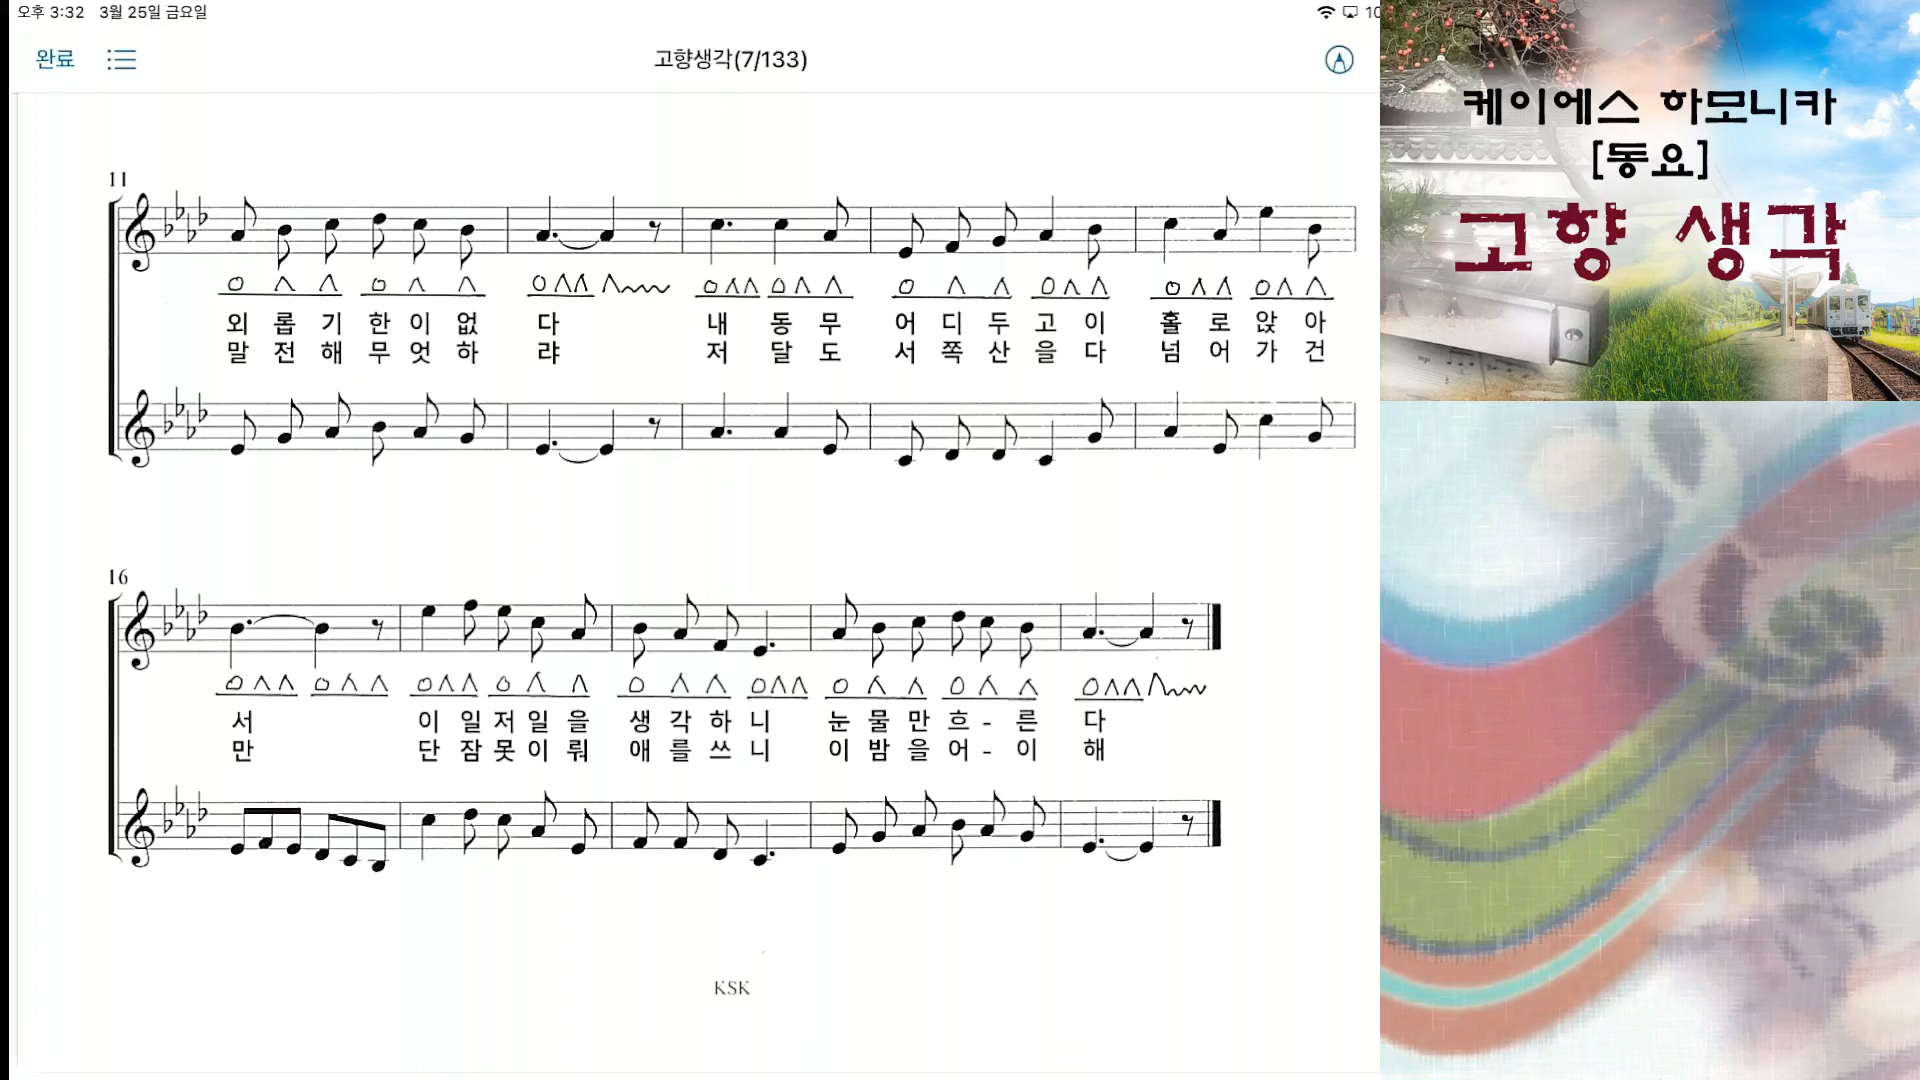 오후 3:32 3월 25일 금요일
완료
고향생각(7/133)
케이에스 하모니카
[동요]
고향 생각
11
외 롭 기 한 이 없 다 내 동 무 어 디 두 고 이 홀 로 앉 아
말 전 해 무 엇 하 랴 저 달 도 서 쪽 산 을 다 넘 어 가 건
16
서 이 일 저 일 을 생 각 하 니 눈 물 만 흐 - 른 다
만 단 잠 못 이 뤄 애 를 쓰 니 이 밤 을 어 - 이 해
KSK